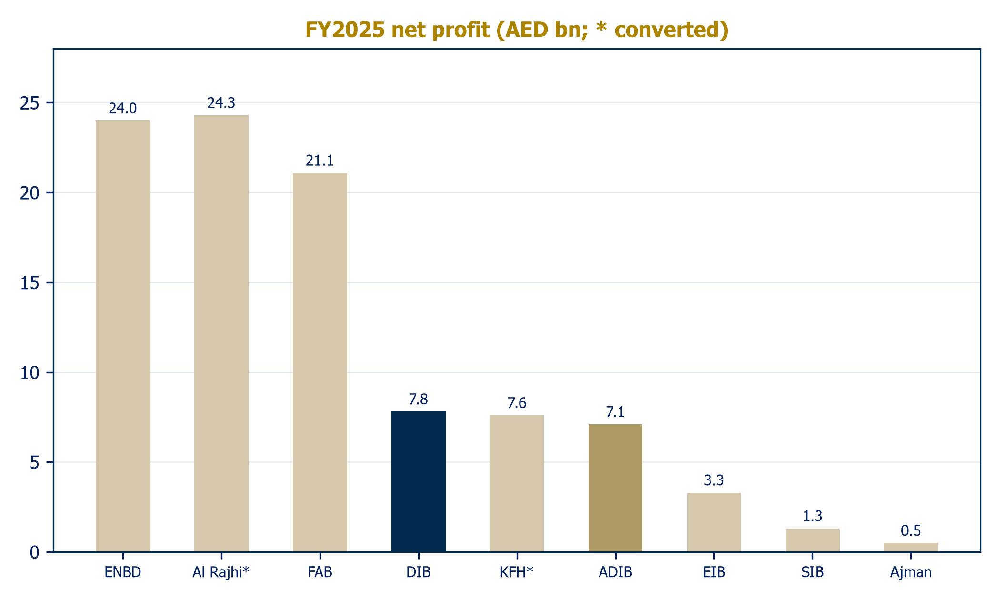 FY2025 net profit (AED bn; * converted)
25
20
15
10
5
0
24.0
24.3
21.1
7.8
7.6
7.1
3.3
1.3
0.5
ENBD
Al Rajhi*
FAB
DIB
KFH*
ADIB
EIB
SIB
Ajman